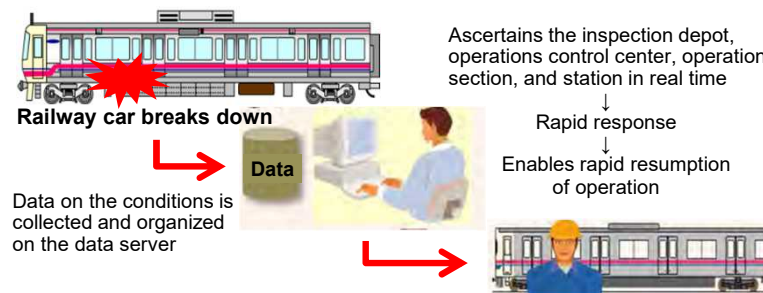 Railway car breaks down
Data
Data on the conditions is
collected and organized
on the data server
Ascertains the inspection depot,
operations control center, operation
section, and station in real time
↓
Rapid response
↓
Enables rapid resumption
of operation